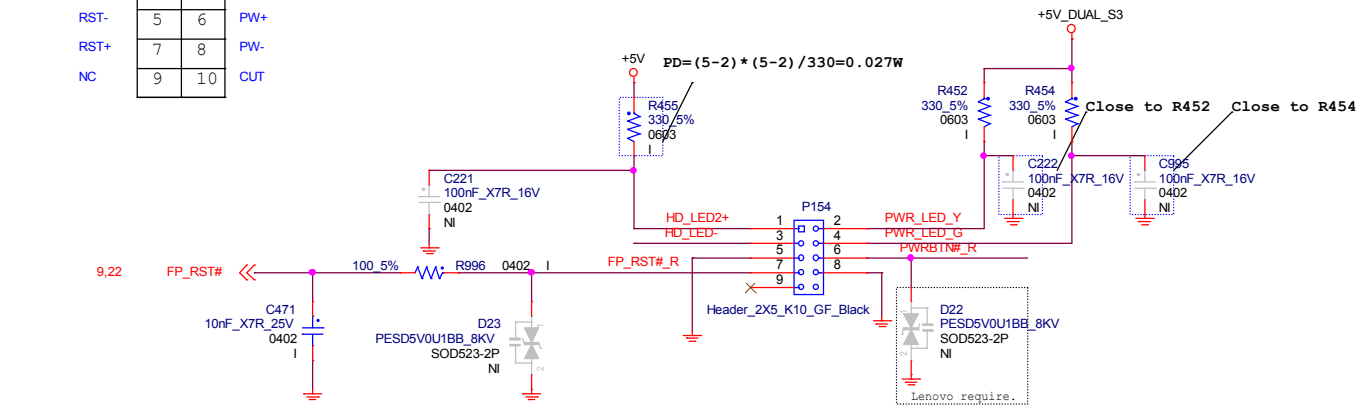 RST- 5 6 PW+
RST+ 7 8 PW-
NC 9 10 CUT
+5V
PD=(5-2)*(5-2)/330=0.027W
R455
330_5%
0603
I
+5V_DUAL_S3
R452
330_5%
0603
I
R454
330_5%
0603
I
Close to R452
Close to R454
C222
100nF_X7R_16V
0402
NI
C995
100nF_X7R_16V
0402
NI
C221
100nF_X7R_16V
0402
NI
P154
HD_LED2+ 1 2 PWR_LED_Y
HD_LED- 3 4 PWR_LED_G
5 6 PWRBTN#_R
FP_RST#_R 7 8
9
Header_2X5_K10_GF_Black
9,22 FP_RST#
100_5% R996 0402 I
C471
10nF_X7R_25V
0402
I
D23
PESD5V0U1BB_8KV
SOD523-2P
NI
1
2
D22
PESD5V0U1BB_8KV
SOD523-2P
NI
1
2
Lenovo require.